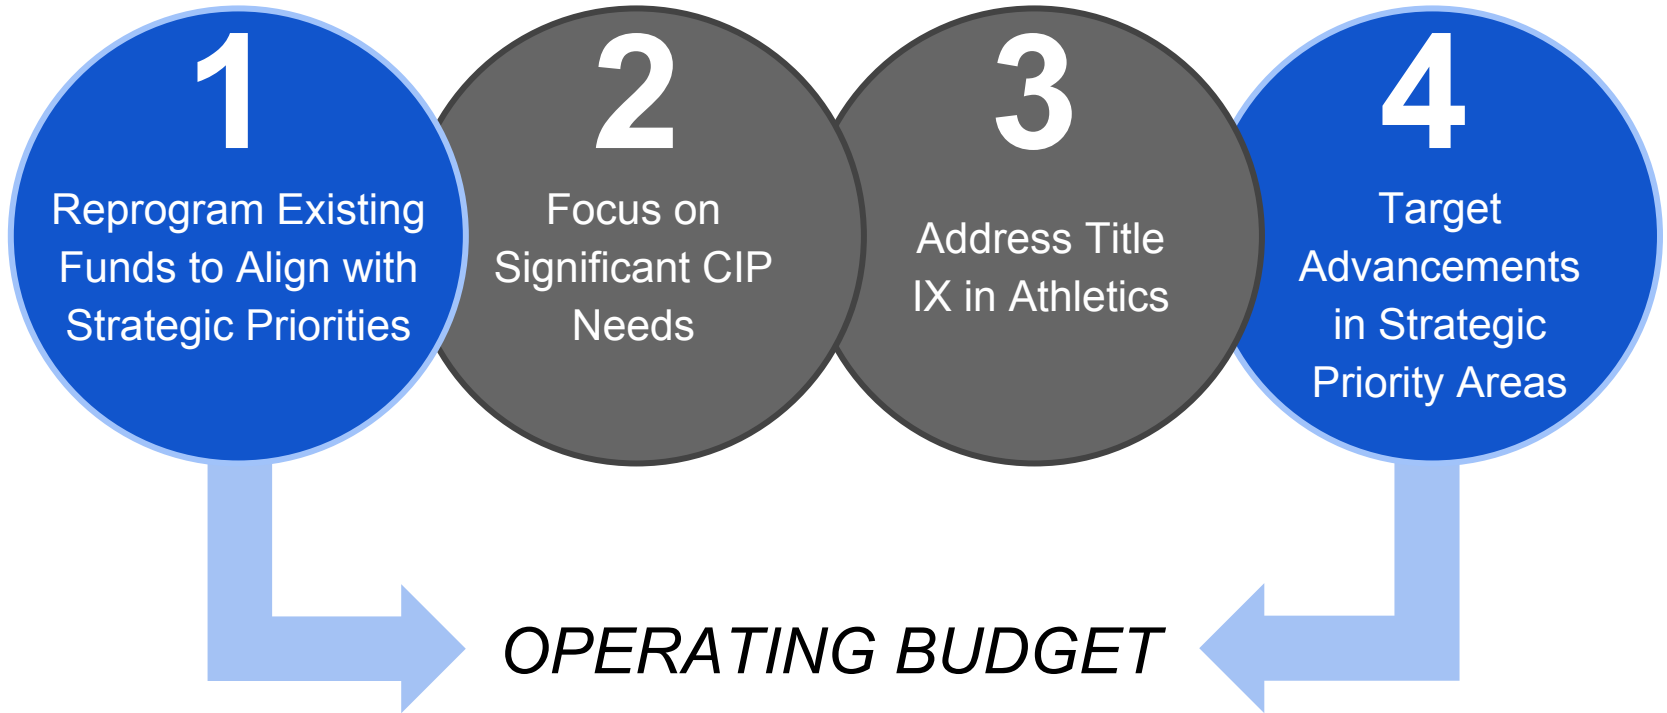 1
Reprogram Existing
Funds to Align with
Strategic Priorities
2
Focus on
Significant CIP
Needs
3
Address Title
IX in Athletics
4
Target
Advancements
in Strategic
Priority Areas
OPERATING BUDGET